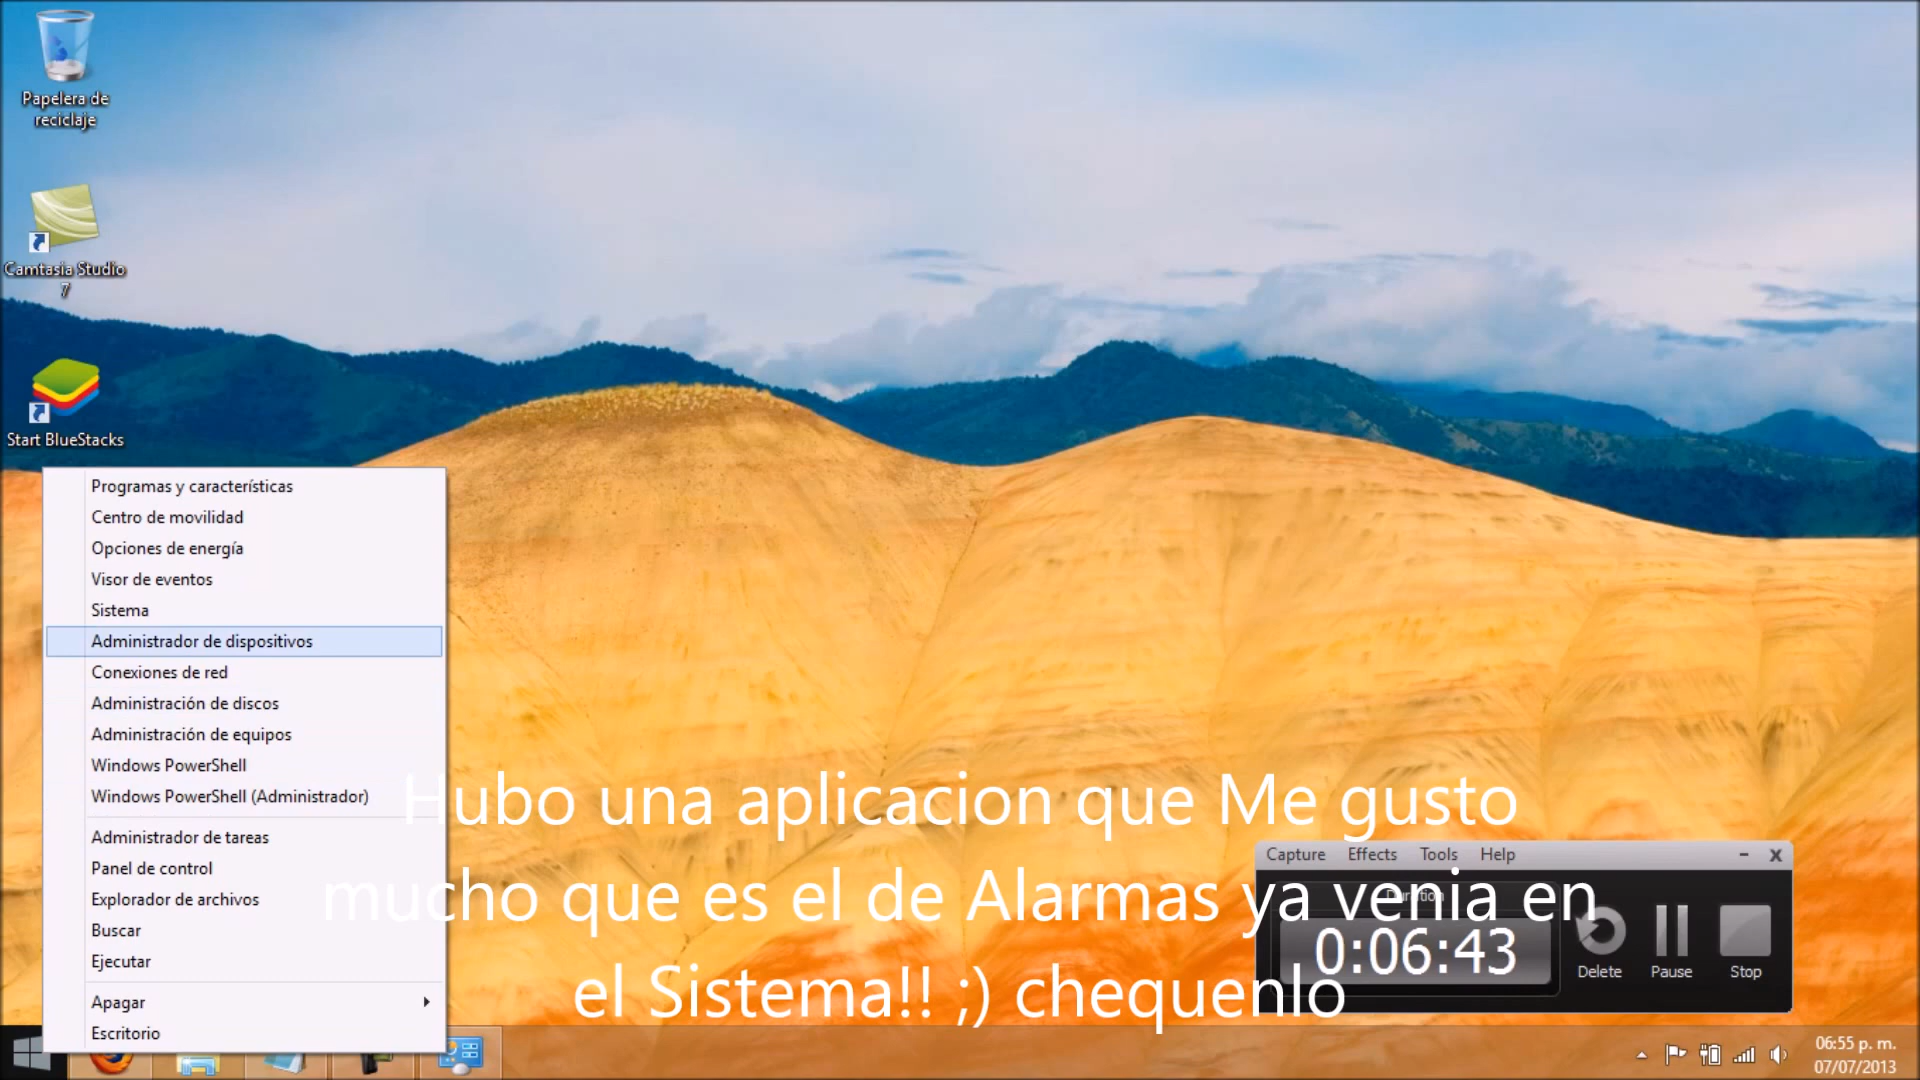 Papelera de
reciclaje
Camtasia Studio
7
Start BlueStacks
Programas y características
Centro de movilidad
Opciones de energía
Visor de eventos
Sistema
Administrador de dispositivos
Conexiones de red
Administración de discos
Administración de equipos
Windows PowerShell
Windows PowerShell (Administrador)
Administrador de tareas
Panel de control
Explorador de archivos
Buscar
Ejecutar
Apagar
Escritorio
Hubo una aplicacion que Me gusto
mucho que es el de Alarmas ya venia en
el Sistema!! ;) chequenlo
Capture Effects Tools Help
Duration
0:06:43
Delete Pause Stop
06:55 p. m.
07/07/2013